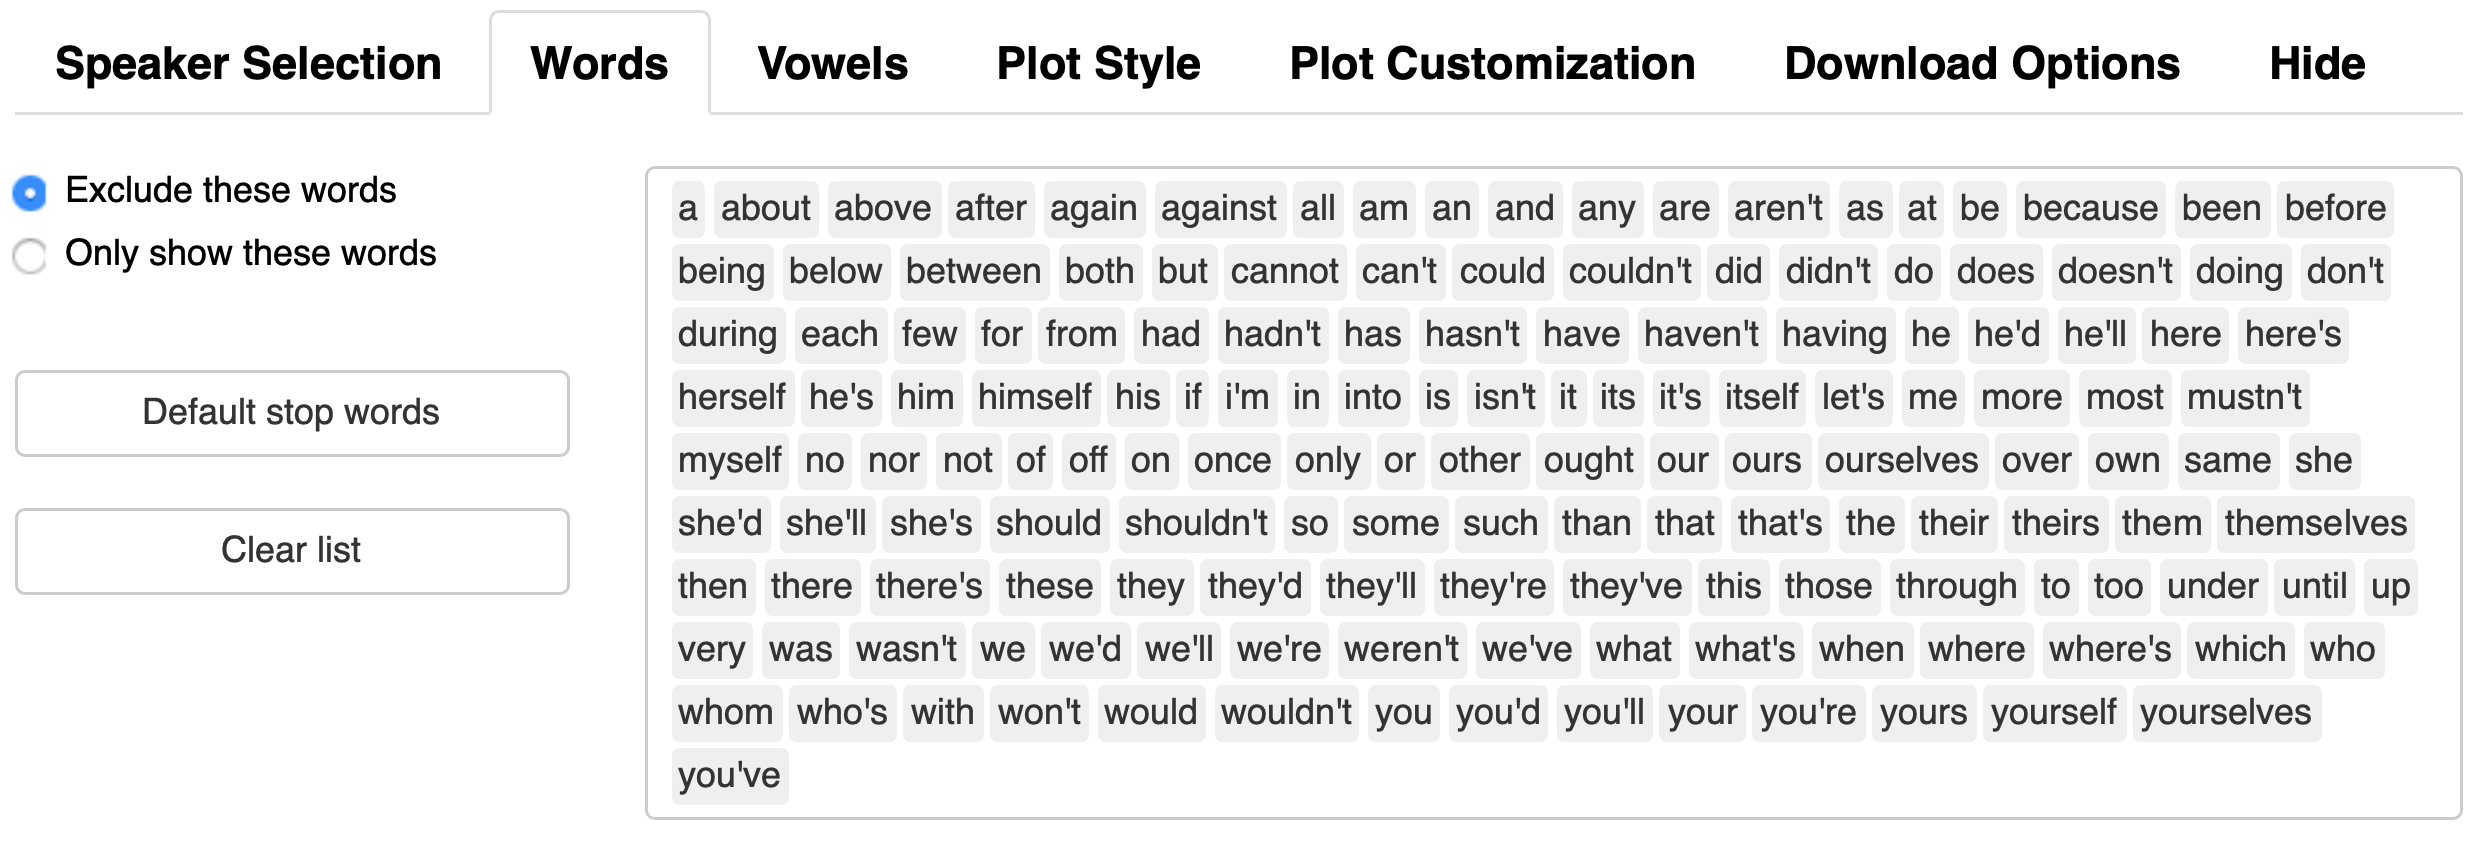 Speaker Selection Words Vowels Plot Style Plot Customization Download Options Hide
Exclude these words
Only show these words
Default stop words
Clear list
a about above after again against all am an and any are aren't as at be because been before
being below between both but cannot can't could couldn't did didn't do does doesn't doing don't
during each few for from had hadn't has hasn't have haven't having he he'd he'll here here's
herself he's him himself his if i'm in into is isn't it its it's itself let's me more most mustn't
myself no nor not of off on once only or other ought our ours ourselves over own same she
she'd she'll she's should shouldn't so some such than that that's the their theirs them themselves
then there there's these they they'd they'll they're they've this those through to too under until up
very was wasn't we we'd we'll we're weren't we've what what's when where where's which who
whom who's with won't would wouldn't you you'd you'll your you're yours yourself yourselves
you've